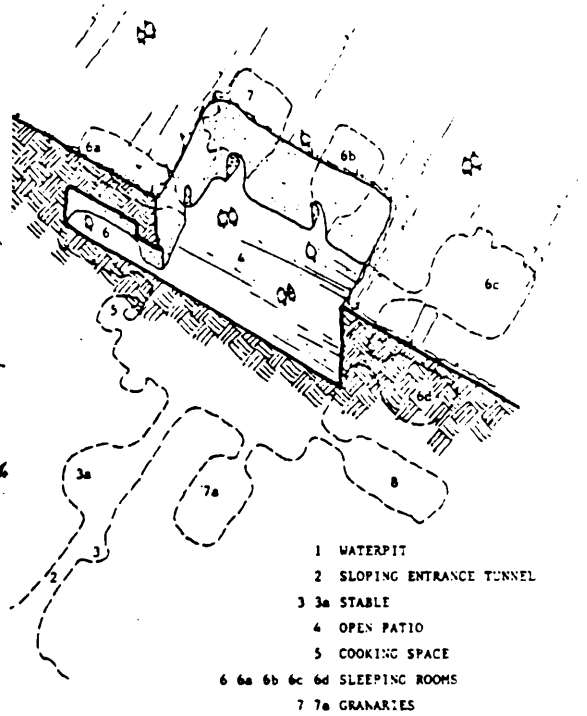 7
6a
6b
6
4
6c
5
6d
3a
7a
8
3
2
1 WATERPIT
2 SLOPING ENTRANCE TUNNEL
3 3a STABLE
4 OPEN PATIO
5 COOKING SPACE
6 6a 6b 6c 6d SLEEPING ROOMS
7 7a GRANARIES